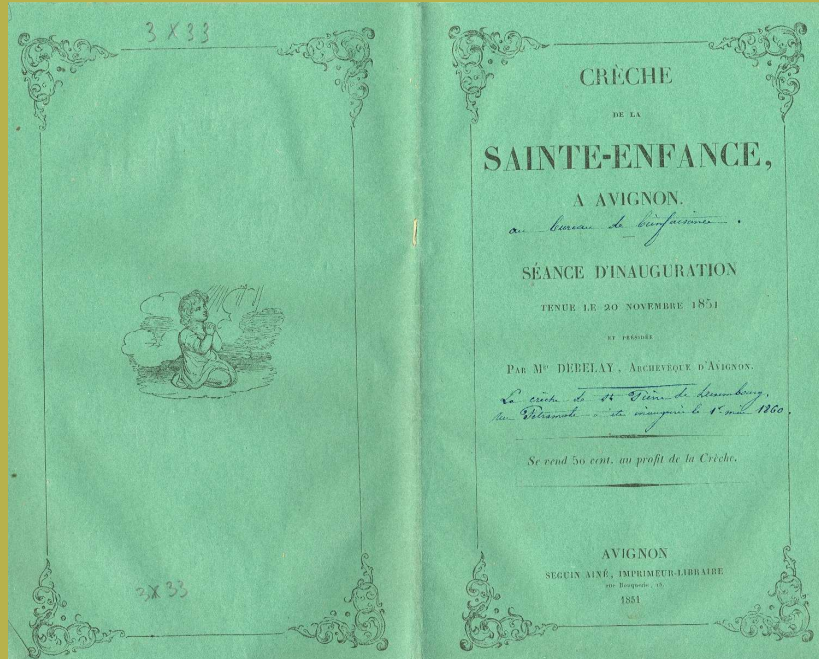 3 X 33
3 X 33
CRÈCHE
DE LA
SAINTE-ENFANCE,
A AVIGNON.
au bureau de bienfaisance.
SÉANCE D'INAUGURATION
TENUE LE 20 NOVEMBRE 1851
ET PRÉSIDÉE
PAR Mgr DEBELAY, ARCHEVÊQUE D'AVIGNON.
La crèche de St Pierre de Luxembourg,
rue Pétramale a été inaugurée le 1er mai 1860.
Se vend 50 cent. au profit de la Crèche.
AVIGNON
SEGUIN AINÉ, IMPRIMEUR-LIBRAIRE
rue Bouquerie, 13,
1851